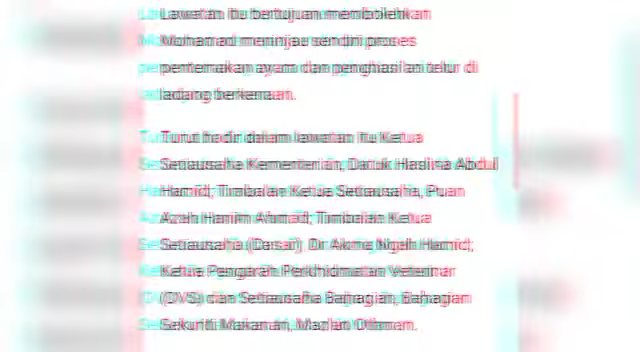 Lawatan itu bertujuan membolehkan
Mohamad meninjau sendiri proses
penternakan ayam dan penghasilan telur di
ladang berkenaan.
Turut hadir dalam lawatan itu Ketua
Setiausaha Kementerian, Datuk Haslina Abdul
Hamid; Timbalan Ketua Setiausaha, Puan
Azah Hanim Ahmad; Timbalan Ketua
Setiausaha (Dasar) Dr Akma Ngah Hamid;
Ketua Pengarah Perkhidmatan Veterinar
(DVS) dan Setiausaha Bahagian, Bahagian
Sekuriti Makanan, Mazlan Othman.